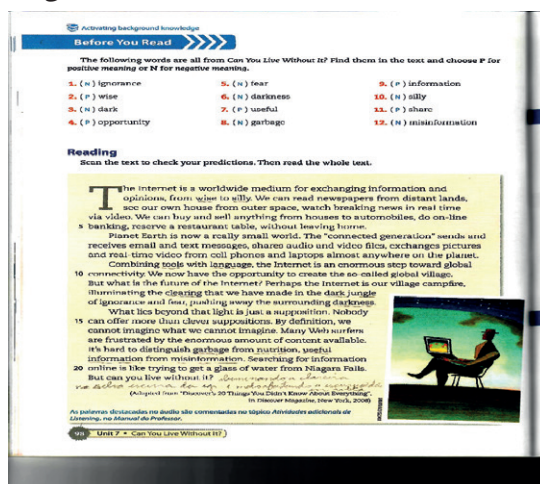 Activating background knowledge
Before You Read
The following words are all from Can You Live Without It? Find them in the text and choose P for
positive meaning or N for negative meaning.
1. ( N ) ignorance 5. ( N ) fear 9. ( P ) information
2. ( P ) wise 6. ( N ) darkness 10. ( N ) silly
3. ( N ) dark 7. ( P ) useful 11. ( P ) share
4. ( P ) opportunity 8. ( N ) garbage 12. ( N ) misinformation
Reading
Scan the text to check your predictions. Then read the whole text.
The Internet is a worldwide medium for exchanging information and
opinions, from wise to silly. We can read newspapers from distant lands,
see our own house from outer space, watch breaking news in real time
via video. We can buy and sell anything from houses to automobiles, do on-line
5 banking, reserve a restaurant table, without leaving home.
Planet Earth is now a really small world. The "connected generation" sends and
receives email and text messages, shares audio and video files, exchanges pictures
and real-time video from cell phones and laptops almost anywhere on the planet.
Combining tools with language, the Internet is an enormous step toward global
10 connectivity. We now have the opportunity to create the so-called global village.
But what is the future of the Internet? Perhaps the Internet is our village campfire,
illuminating the clearing that we have made in the dark jungle
of ignorance and fear, pushing away the surrounding darkness.
What lies beyond that light is just a supposition. Nobody
15 can offer more than clever suppositions. By definition, we
cannot imagine what we cannot imagine. Many Web surfers
are frustrated by the enormous amount of content available.
It's hard to distinguish garbage from nutrition, useful
information from misinformation. Searching for information
20 online is like trying to get a glass of water from Niagara Falls.
But can you live without it?
(Adapted from "Discover's 20 Things You Didn't Know About Everything",
in Discover Magazine, New York, 2008)
As palavras destacadas no áudio são comentadas no tópico Atividades adicionais de
Listening, no Manual do Professor.
98 Unit 7 • Can You Live Without It?